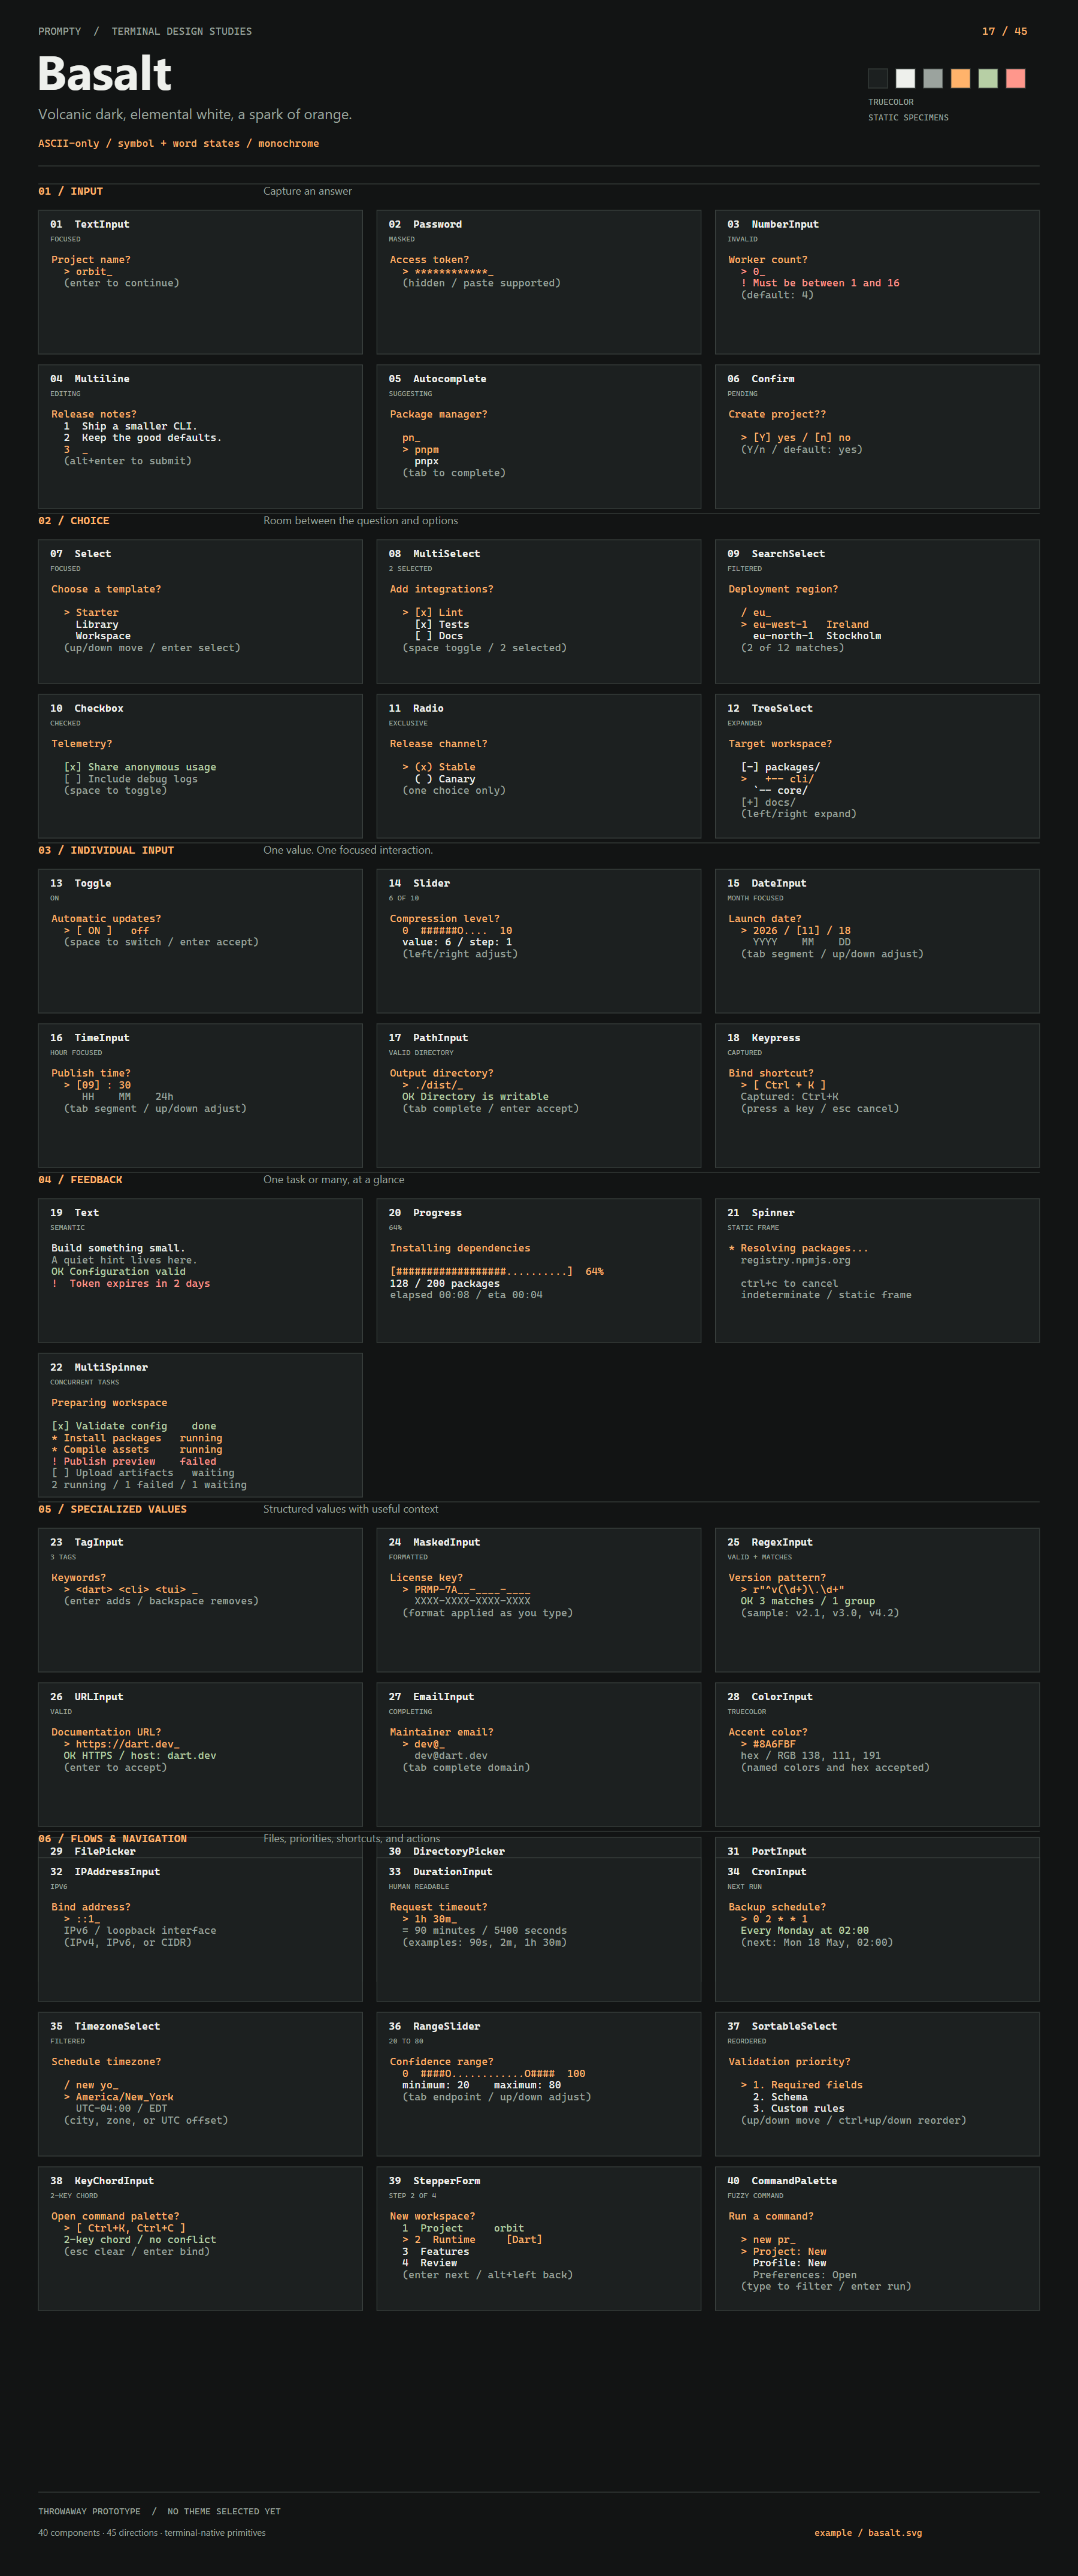 PROMPTY / TERMINAL DESIGN STUDIES
17 / 45
Basalt
Volcanic dark, elemental white, a spark of orange.
TRUECOLOR
STATIC SPECIMENS
ASCII-only / symbol + word states / monochrome
01 / INPUT
Capture an answer
01 TextInput
FOCUSED
Project name?
> orbit_
(enter to continue)
02 Password
MASKED
Access token?
> ************_
(hidden / paste supported)
03 NumberInput
INVALID
Worker count?
> 0_
! Must be between 1 and 16
(default: 4)
04 Multiline
EDITING
Release notes?
1 Ship a smaller CLI.
2 Keep the good defaults.
3 _
(alt+enter to submit)
05 Autocomplete
SUGGESTING
Package manager?
pn_
> pnpm
pnpx
(tab to complete)
06 Confirm
PENDING
Create project??
> [Y] yes / [n] no
(Y/n / default: yes)
02 / CHOICE
Room between the question and options
07 Select
FOCUSED
Choose a template?
> Starter
Library
Workspace
(up/down move / enter select)
08 MultiSelect
2 SELECTED
Add integrations?
> [x] Lint
[x] Tests
[ ] Docs
(space toggle / 2 selected)
09 SearchSelect
FILTERED
Deployment region?
/ eu_
> eu-west-1 Ireland
eu-north-1 Stockholm
(2 of 12 matches)
10 Checkbox
CHECKED
Telemetry?
[x] Share anonymous usage
[ ] Include debug logs
(space to toggle)
11 Radio
EXCLUSIVE
Release channel?
> (x) Stable
( ) Canary
(one choice only)
12 TreeSelect
EXPANDED
Target workspace?
[-] packages/
> +-- cli/
`-- core/
[+] docs/
(left/right expand)
03 / INDIVIDUAL INPUT
One value. One focused interaction.
13 Toggle
ON
Automatic updates?
> [ ON ] off
(space to switch / enter accept)
14 Slider
6 OF 10
Compression level?
0 ######O.... 10
value: 6 / step: 1
(left/right adjust)
15 DateInput
MONTH FOCUSED
Launch date?
> 2026 / [11] / 18
YYYY MM DD
(tab segment / up/down adjust)
16 TimeInput
HOUR FOCUSED
Publish time?
> [09] : 30
HH MM 24h
(tab segment / up/down adjust)
17 PathInput
VALID DIRECTORY
Output directory?
> ./dist/_
OK Directory is writable
(tab complete / enter accept)
18 Keypress
CAPTURED
Bind shortcut?
> [ Ctrl + K ]
Captured: Ctrl+K
(press a key / esc cancel)
04 / FEEDBACK
One task or many, at a glance
19 Text
SEMANTIC
Build something small.
A quiet hint lives here.
OK Configuration valid
! Token expires in 2 days
20 Progress
64%
Installing dependencies
[##################..........] 64%
128 / 200 packages
elapsed 00:08 / eta 00:04
21 Spinner
STATIC FRAME
* Resolving packages...
registry.npmjs.org
ctrl+c to cancel
indeterminate / static frame
22 MultiSpinner
CONCURRENT TASKS
Preparing workspace
[x] Validate config done
* Install packages running
* Compile assets running
! Publish preview failed
[ ] Upload artifacts waiting
2 running / 1 failed / 1 waiting
05 / SPECIALIZED VALUES
Structured values with useful context
23 TagInput
3 TAGS
Keywords?
> <dart> <cli> <tui> _
(enter adds / backspace removes)
24 MaskedInput
FORMATTED
License key?
> PRMP-7A__-____-____
XXXX-XXXX-XXXX-XXXX
(format applied as you type)
25 RegexInput
VALID + MATCHES
Version pattern?
> r"^v(\d+)\.\d+"
OK 3 matches / 1 group
(sample: v2.1, v3.0, v4.2)
26 URLInput
VALID
Documentation URL?
> https://dart.dev_
OK HTTPS / host: dart.dev
(enter to accept)
27 EmailInput
COMPLETING
Maintainer email?
> dev@_
dev@dart.dev
(tab complete domain)
28 ColorInput
TRUECOLOR
Accent color?
> #8A6FBF
hex / RGB 138, 111, 191
(named colors and hex accepted)
06 / FLOWS & NAVIGATION
Files, priorities, shortcuts, and actions
29 FilePicker
30 DirectoryPicker
31 PortInput
32 IPAddressInput
IPV6
Bind address?
> ::1_
IPv6 / loopback interface
(IPv4, IPv6, or CIDR)
33 DurationInput
HUMAN READABLE
Request timeout?
> 1h 30m_
= 90 minutes / 5400 seconds
(examples: 90s, 2m, 1h 30m)
34 CronInput
NEXT RUN
Backup schedule?
> 0 2 * * 1
Every Monday at 02:00
(next: Mon 18 May, 02:00)
35 TimezoneSelect
FILTERED
Schedule timezone?
/ new yo_
> America/New_York
UTC-04:00 / EDT
(city, zone, or UTC offset)
36 RangeSlider
20 TO 80
Confidence range?
0 ####O............O#### 100
minimum: 20 maximum: 80
(tab endpoint / up/down adjust)
37 SortableSelect
REORDERED
Validation priority?
> 1. Required fields
2. Schema
3. Custom rules
(up/down move / ctrl+up/down reorder)
38 KeyChordInput
2-KEY CHORD
Open command palette?
> [ Ctrl+K, Ctrl+C ]
2-key chord / no conflict
(esc clear / enter bind)
39 StepperForm
STEP 2 OF 4
New workspace?
1 Project orbit
> 2 Runtime [Dart]
3 Features
4 Review
(enter next / alt+left back)
40 CommandPalette
FUZZY COMMAND
Run a command?
> new pr_
> Project: New
Profile: New
Preferences: Open
(type to filter / enter run)
THROWAWAY PROTOTYPE / NO THEME SELECTED YET
40 components · 45 directions · terminal-native primitives
example / basalt.svg